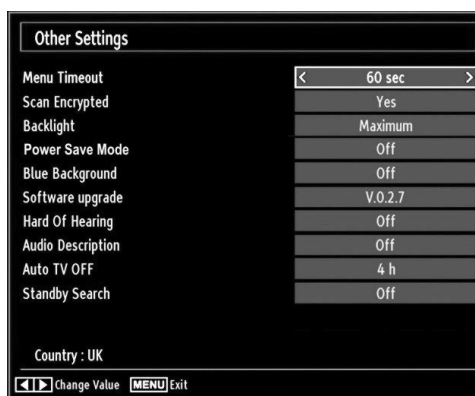 Other Settings
Menu Timeout < 60 sec >
Scan Encrypted Yes
Backlight Maximum
Power Save Mode Off
Blue Background Off
Software upgrade V.0.2.7
Hard Of Hearing Off
Audio Description Off
Auto TV OFF 4 h
Standby Search Off
Country : UK
Change Value MENU Exit